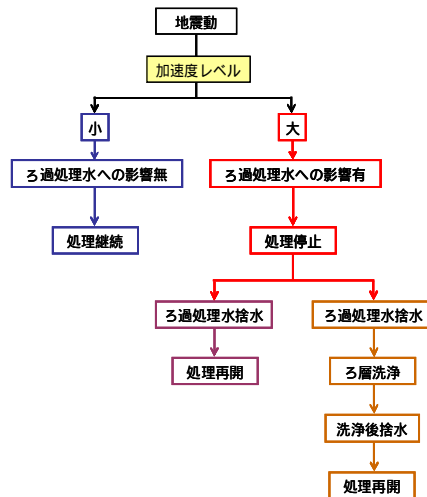 地震動
加速度レベル
小
大
ろ過処理水への影響無
ろ過処理水への影響有
処理継続
処理停止
ろ過処理水捨水
ろ過処理水捨水
処理再開
ろ層洗浄
洗浄後捨水
処理再開